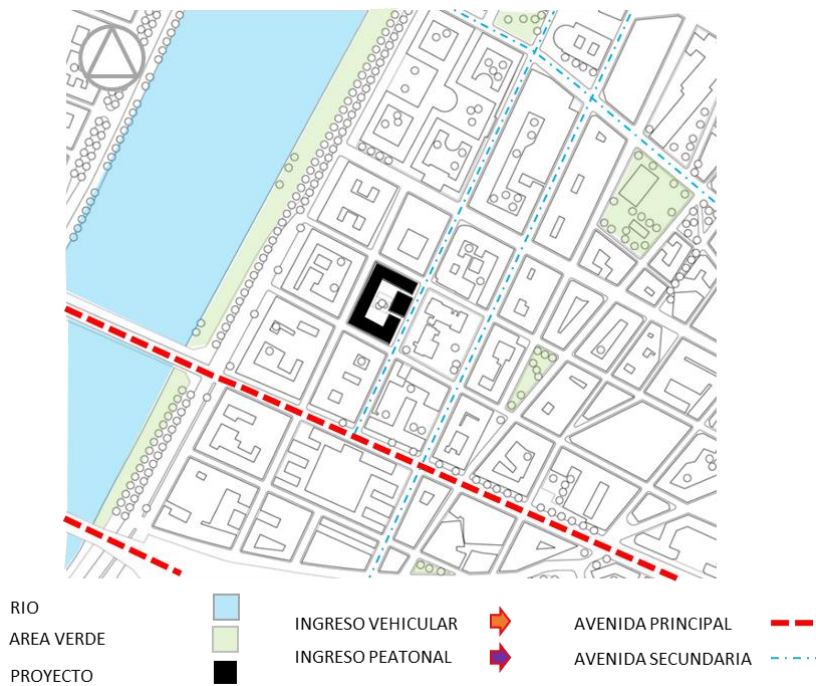 RIO
AREA VERDE
PROYECTO
INGRESO VEHICULAR
INGRESO PEATONAL
AVENIDA PRINCIPAL
AVENIDA SECUNDARIA